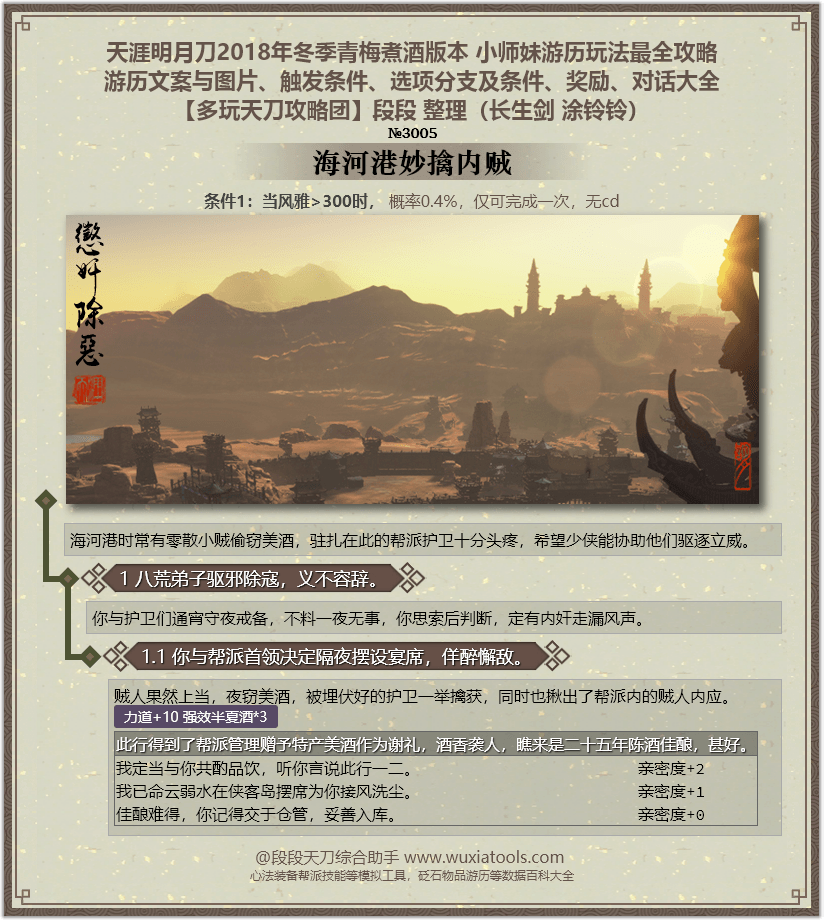 天涯明月刀2018年冬季青梅煮酒版本 小师妹游历玩法最全攻略
游历文案与图片、触发条件、选项分支及条件、奖励、对话大全
【多玩天刀攻略团】段段 整理（长生剑 涂铃铃）
№3005
海河港妙擒内贼
条件1：当风雅>300时， 概率0.4%，仅可完成一次，无cd
懲奸除惡
海河港时常有零散小贼偷窃美酒，驻扎在此的帮派护卫十分头疼，希望少侠能协助他们驱逐立威。
1 八荒弟子驱邪除寇，义不容辞。
你与护卫们通宵守夜戒备，不料一夜无事，你思索后判断，定有内奸走漏风声。
1.1 你与帮派首领决定隔夜摆设宴席，佯醉懈敌。
贼人果然上当，夜窃美酒，被埋伏好的护卫一举擒获，同时也揪出了帮派内的贼人内应。
力道+10 强效半夏酒*3
此行得到了帮派管理赠予特产美酒作为谢礼，酒香袭人，瞧来是二十五年陈酒佳酿，甚好。
我定当与你共酌品饮，听你言说此行一二。 亲密度+2
我已命云弱水在侠客岛摆席为你接风洗尘。 亲密度+1
佳酿难得，你记得交于仓管，妥善入库。 亲密度+0
@段段天刀综合助手 www.wuxiatools.com
心法装备帮派技能等模拟工具，砭石物品游历等数据百科大全